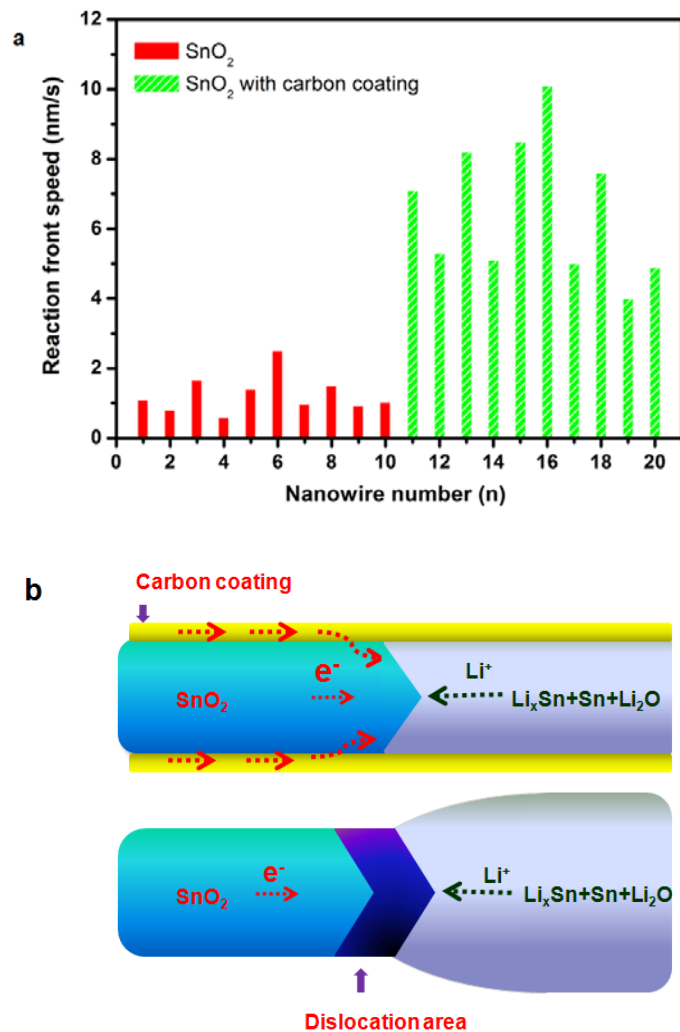 a
12
10
8
6
4
2
0
Reaction front speed (nm/s)
SnO₂
SnO₂ with carbon coating
0 2 4 6 8 10 12 14 16 18 20
Nanowire number (n)
b
Carbon coating
e⁻
SnO₂
Li⁺
LiₓSn+Sn+Li₂O
e⁻
SnO₂
Li⁺
LiₓSn+Sn+Li₂O
Dislocation area